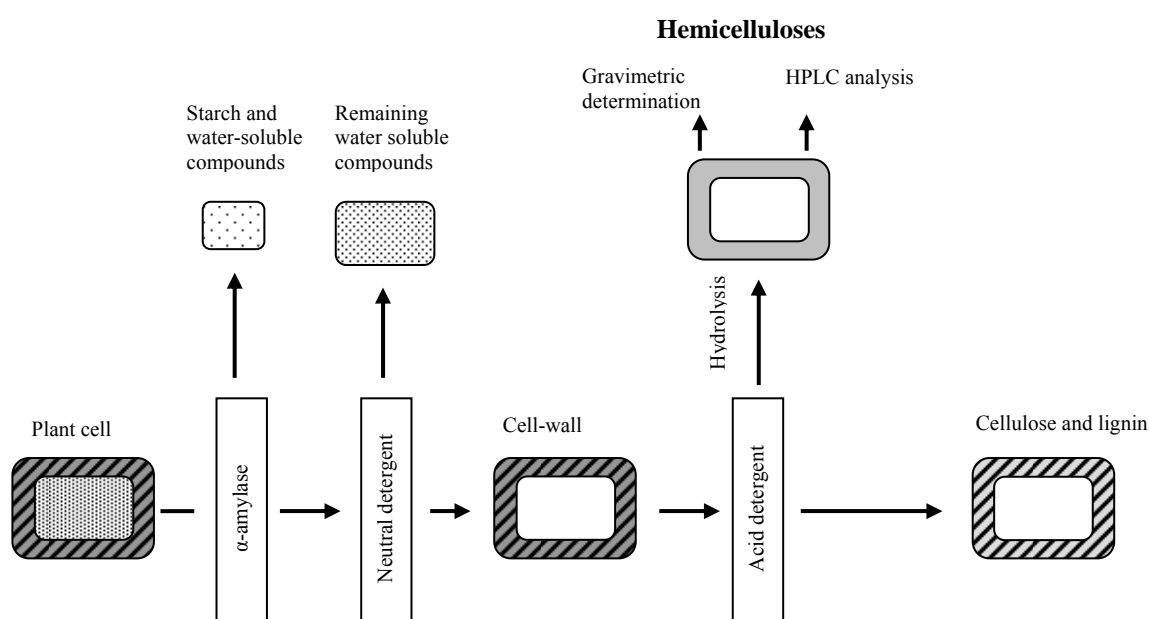 Hemicelluloses
Gravimetric
determination
HPLC analysis
Starch and
water-soluble
compounds
Remaining
water soluble
compounds
Hydrolysis
Plant cell
α-amylase
Neutral detergent
Cell-wall
Acid detergent
Cellulose and lignin